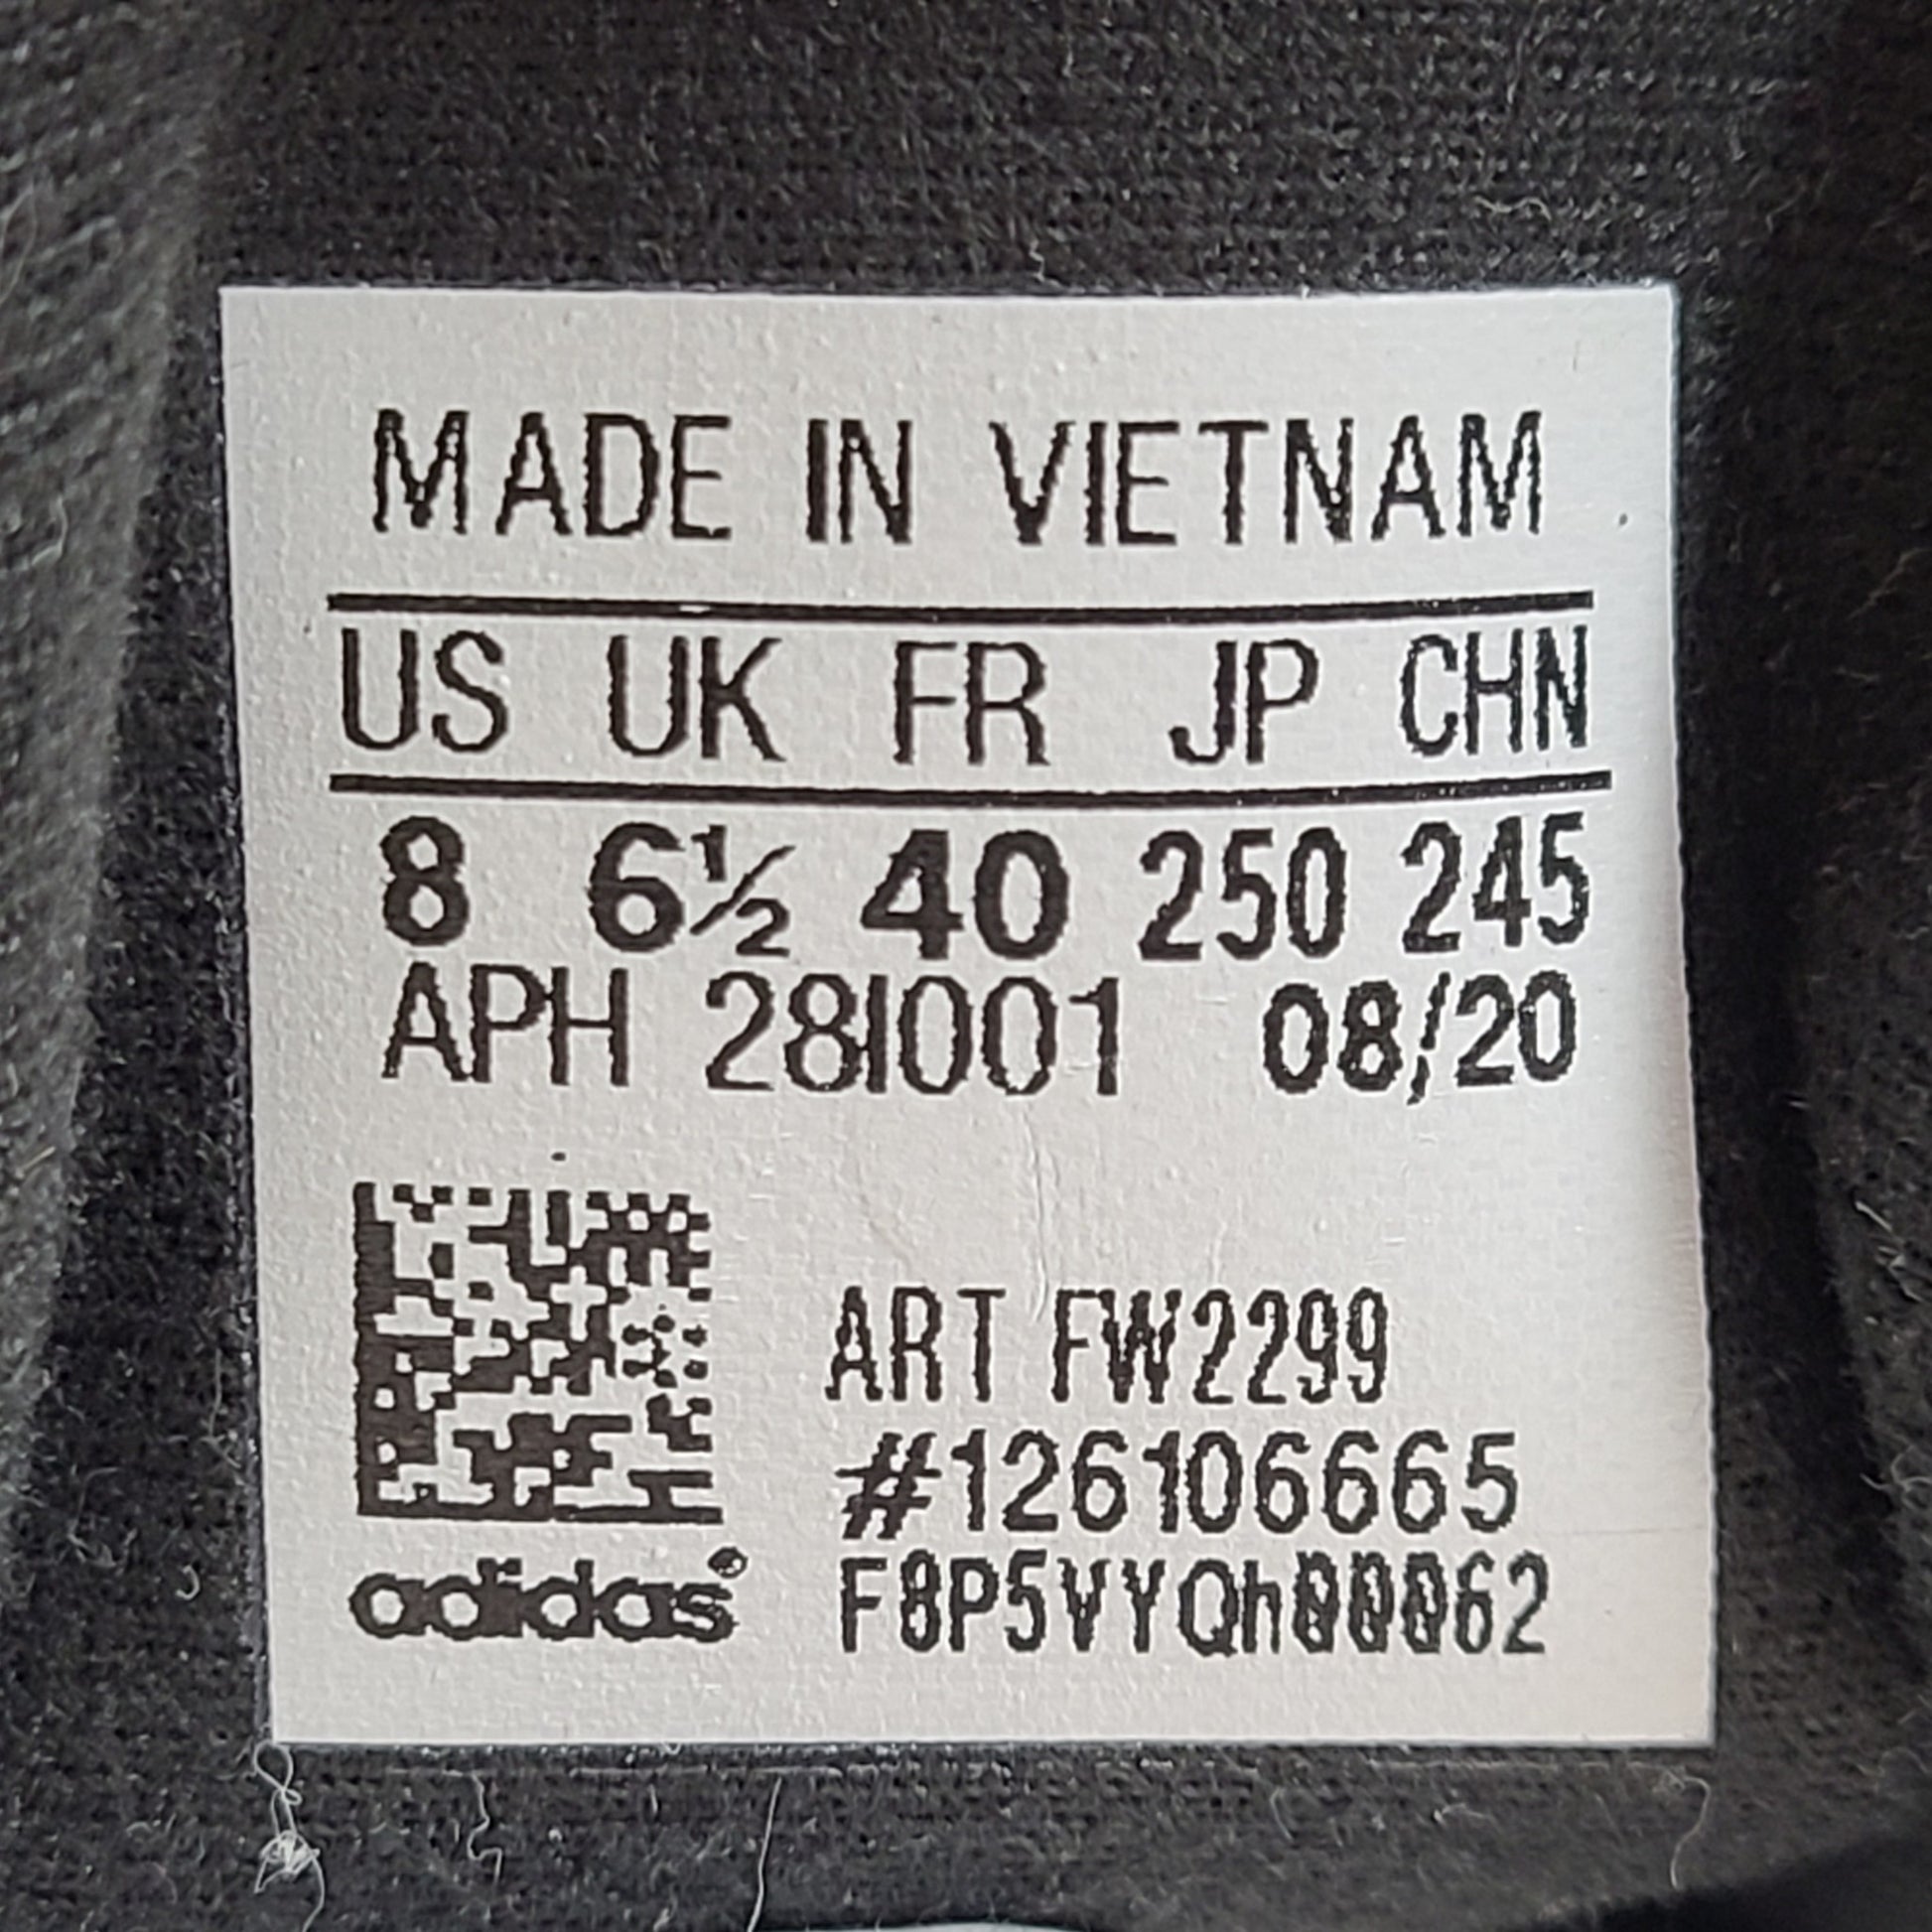 MADE IN VIETNAM
US UK FR JP CHN
8 6½ 40 250 245
APH 28I001 08/20
ART FW2299
#126106665
adidas® F8P5VYQh00062